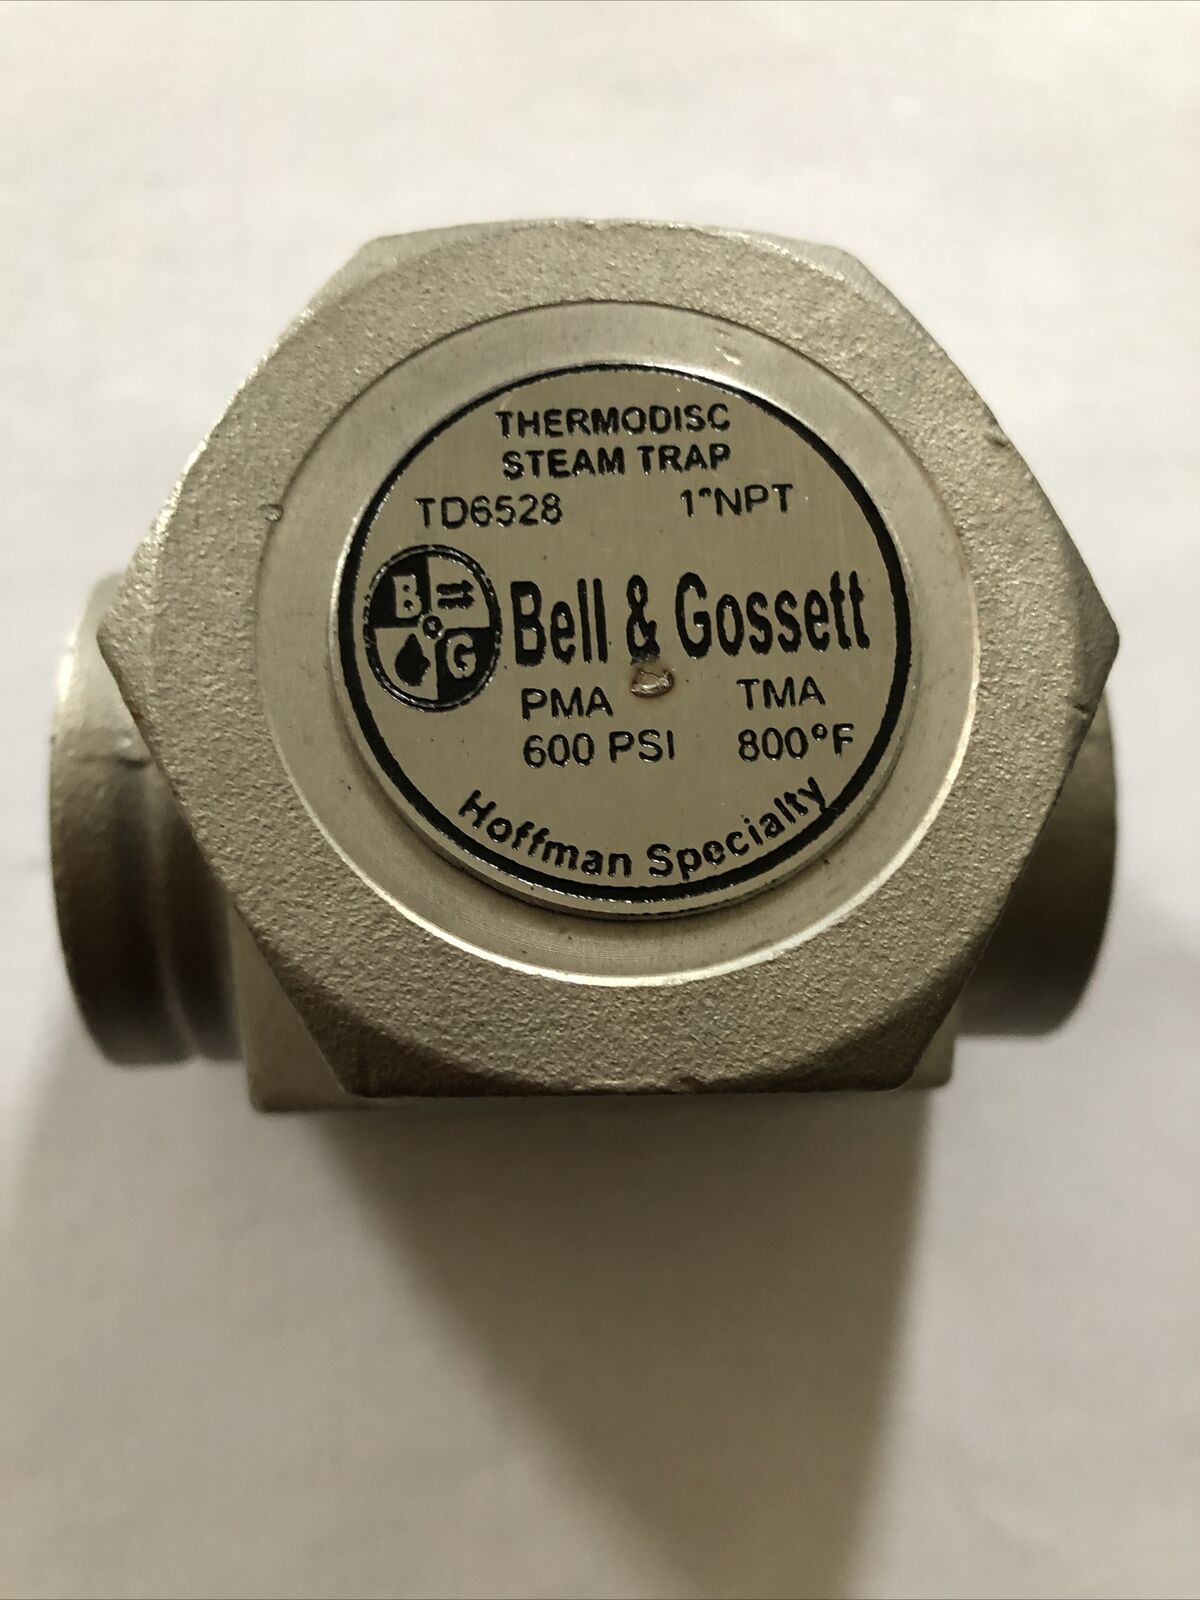 THERMODISC
STEAM TRAP
TD6528 1"NPT
B G
Bell & Gossett
PMA TMA
600 PSI 800°F
Hoffman Specialty